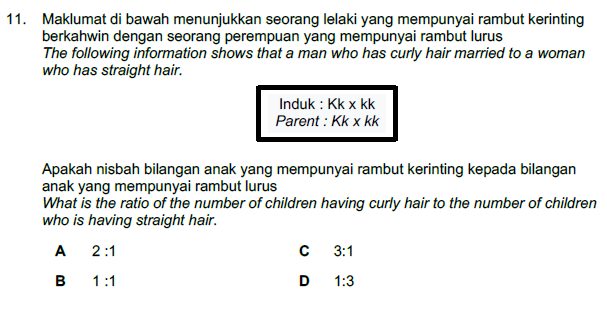 11. Maklumat di bawah menunjukkan seorang lelaki yang mempunyai rambut kerinting
berkahwin dengan seorang perempuan yang mempunyai rambut lurus
The following information shows that a man who has curly hair married to a woman
who has straight hair.
Induk : Kk x kk
Parent : Kk x kk
Apakah nisbah bilangan anak yang mempunyai rambut kerinting kepada bilangan
anak yang mempunyai rambut lurus
What is the ratio of the number of children having curly hair to the number of children
who is having straight hair.
A 2 :1 C 3:1
B 1 :1 D 1:3